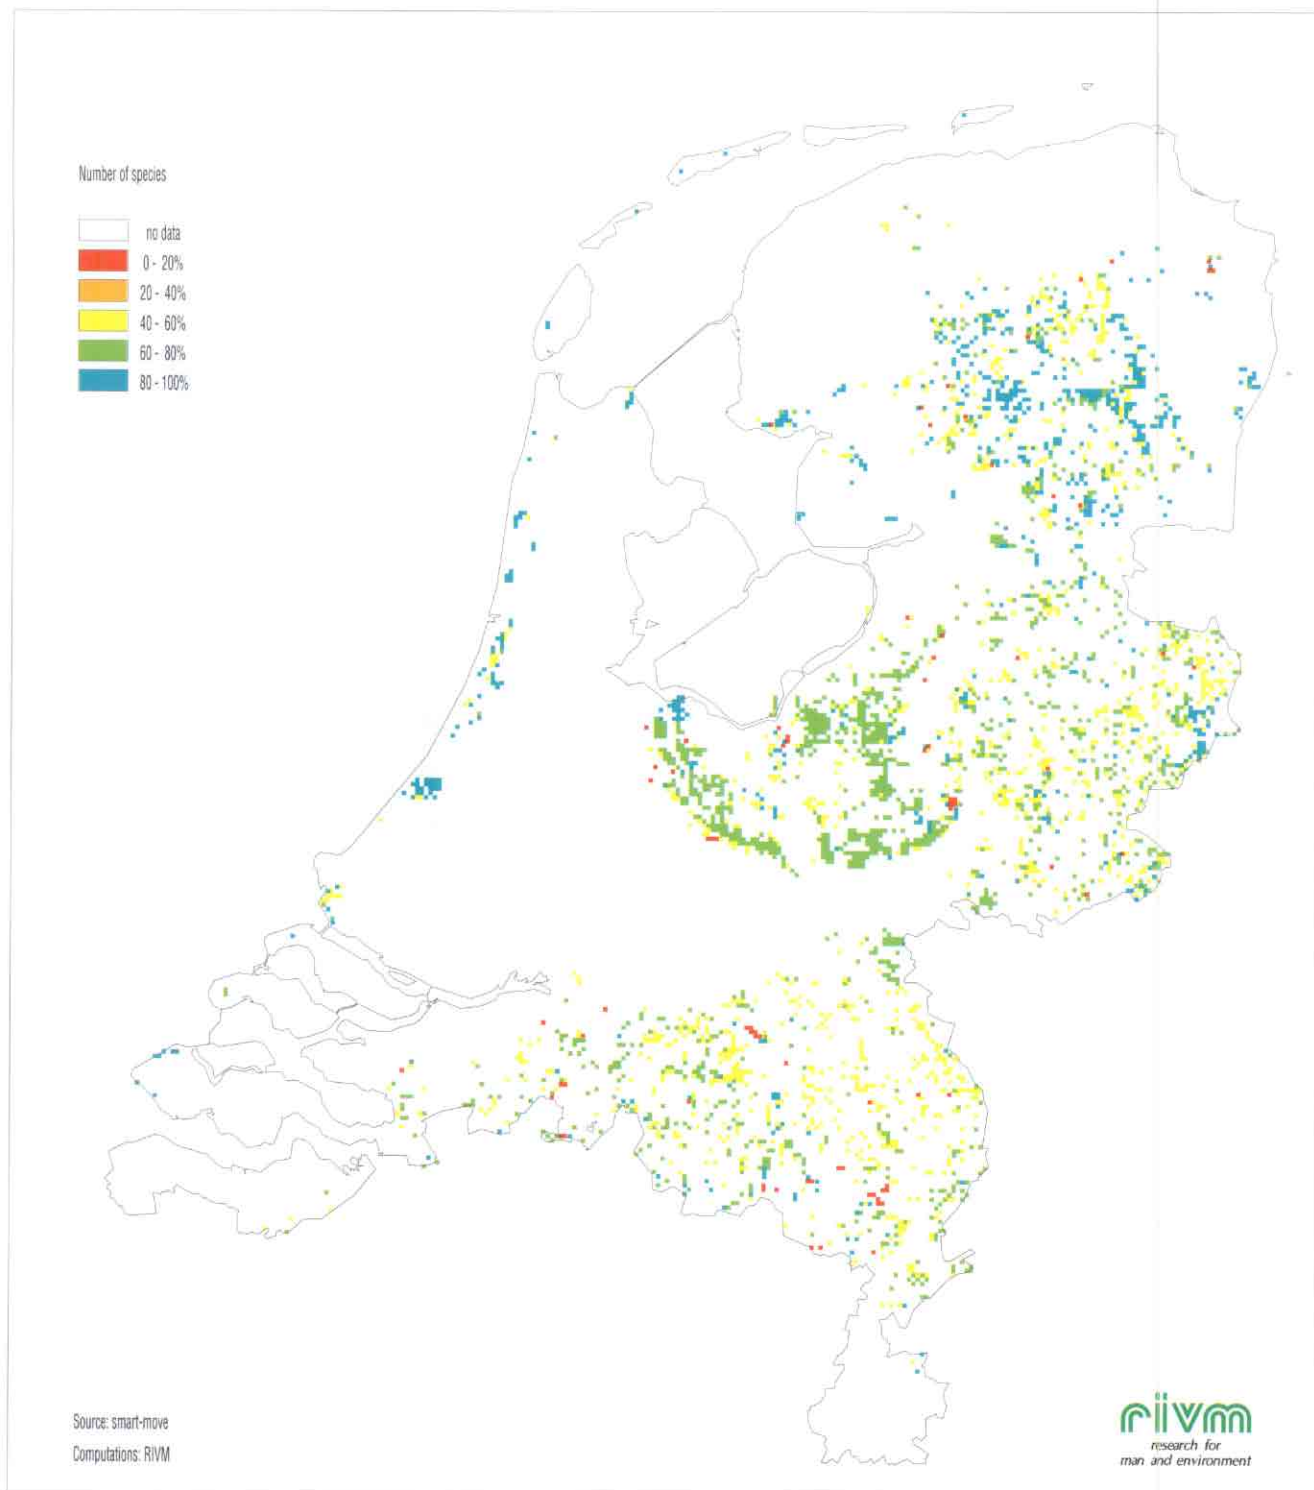 Number of species
no data
0 - 20%
20 - 40%
40 - 60%
60 - 80%
80 - 100%
Source: smart-move
Computations: RIVM
rivm
research for
man and environment